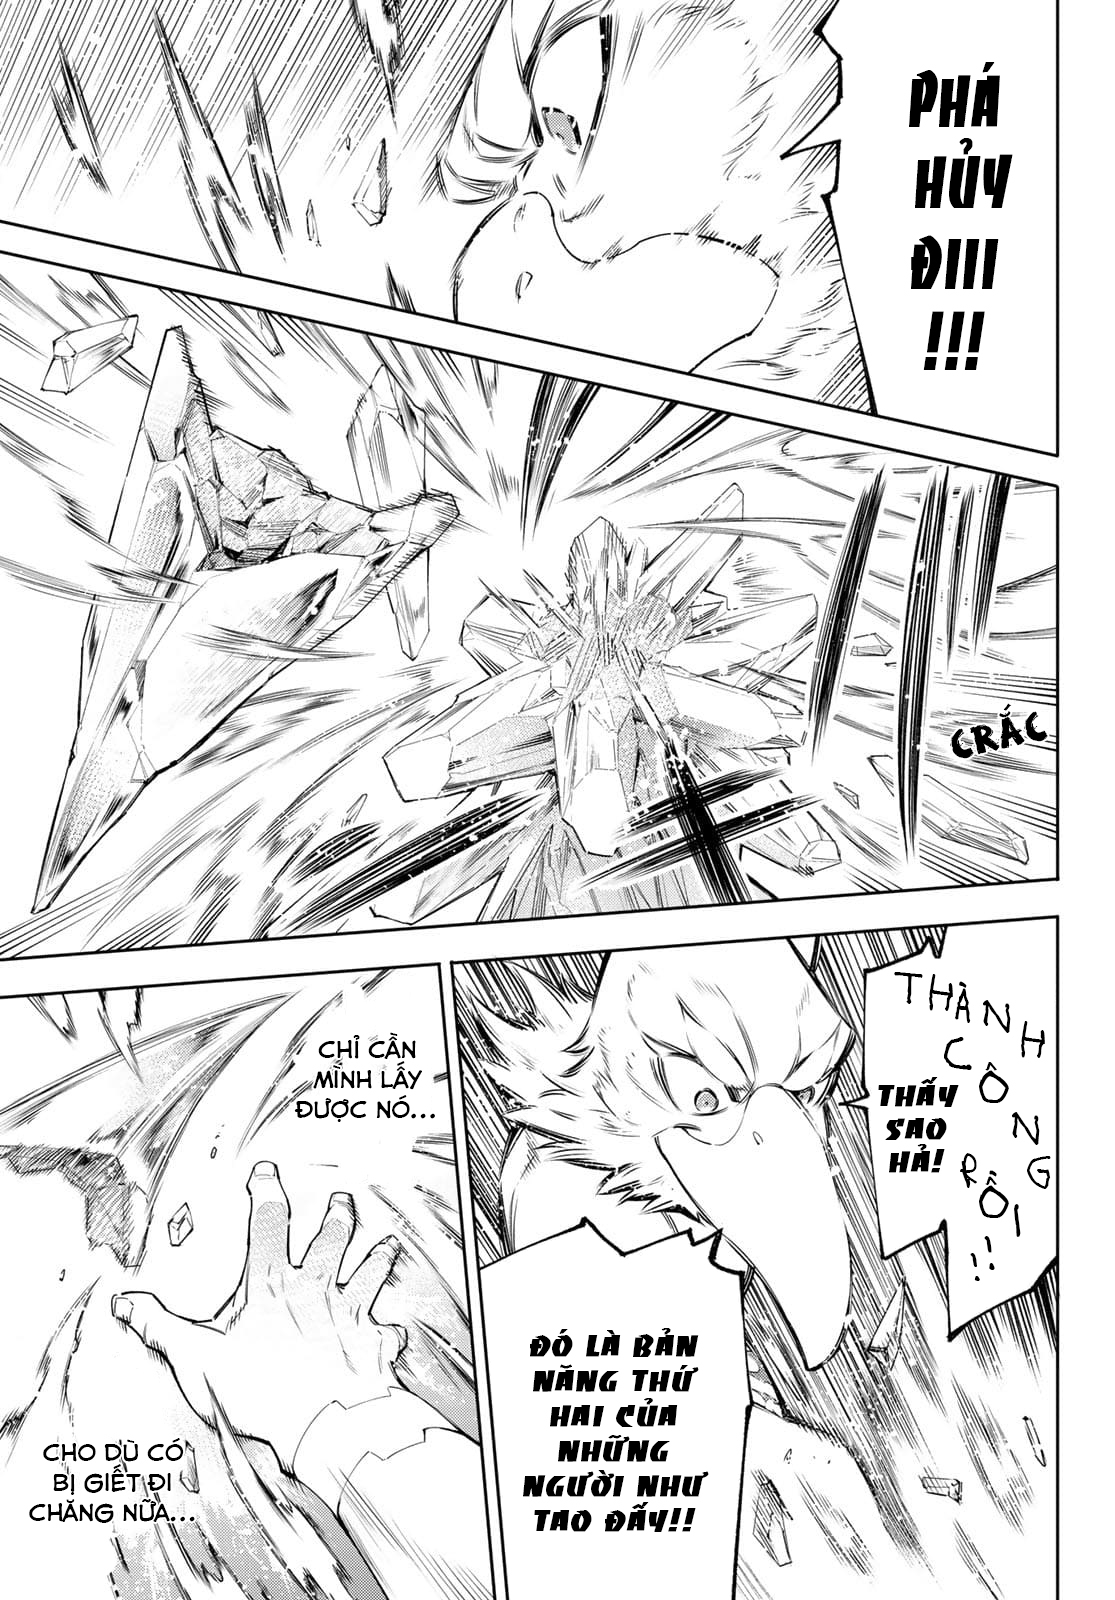 PHÁ
HỦY
ĐIII
!!!
CRẮC
THÀNH
CÔNG
RỒI
!!
THẤY
SAO
HẢ!
ĐÓ LÀ BẢN
NĂNG THỨ
HAI CỦA
NHỮNG
NGƯỜI NHƯ
TAO ĐẤY!!
CHỈ CẦN
MÌNH LẤY
ĐƯỢC NÓ...
CHO DÙ CÓ
BỊ GIẾT ĐI
CHĂNG NỮA...